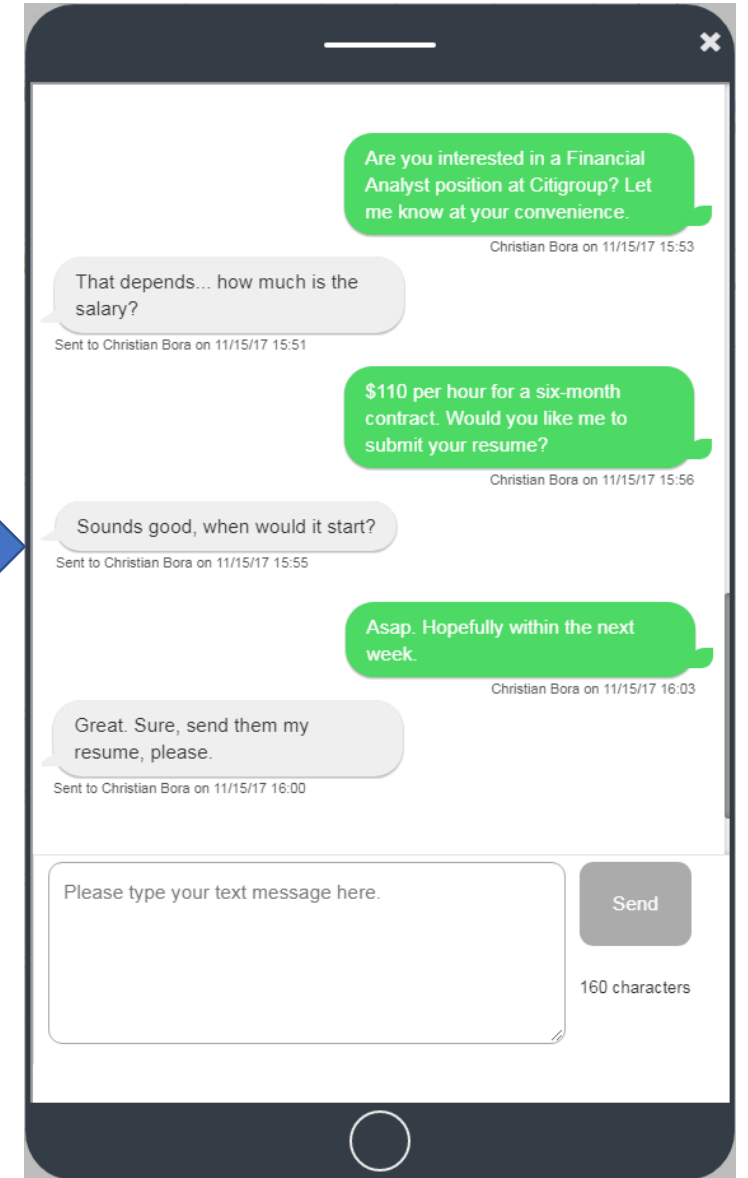 Are you interested in a Financial
Analyst position at Citigroup? Let
me know at your convenience.
Christian Bora on 11/15/17 15:53
That depends... how much is the
salary?
Sent to Christian Bora on 11/15/17 15:51
$110 per hour for a six-month
contract. Would you like me to
submit your resume?
Christian Bora on 11/15/17 15:56
Sounds good, when would it start?
Sent to Christian Bora on 11/15/17 15:55
Asap. Hopefully within the next
week.
Christian Bora on 11/15/17 16:03
Great. Sure, send them my
resume, please.
Sent to Christian Bora on 11/15/17 16:00
Please type your text message here.
Send
160 characters